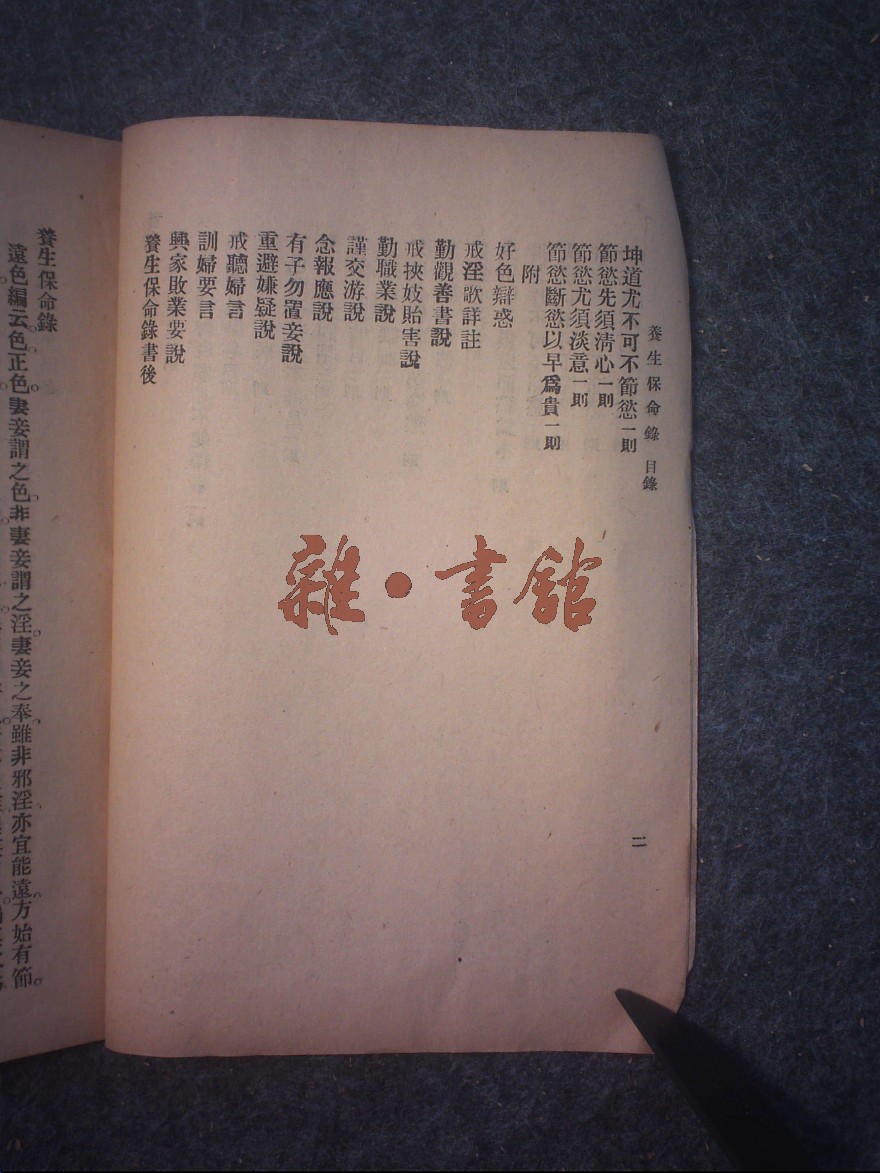 養生保命錄 目錄
坤道尤不可不節慾一則
節慾先須清心一則
節慾尤須淡意一則
節慾斷慾以早爲貴一則
附
好色辯惑
戒淫歌詳註
勤觀善書說
戒挾妓貽害說
勤職業說
謹交游說
念報應說
有子勿置妾說
重避嫌疑說
戒聽婦言
訓婦要言
興家敗業要說
養生保命錄書後
二
雜·書館
養生保命錄
遠色編云色正色妻妾謂之色非妻妾謂之淫妻妾之奉雖非邪淫亦宜能遠方始有節